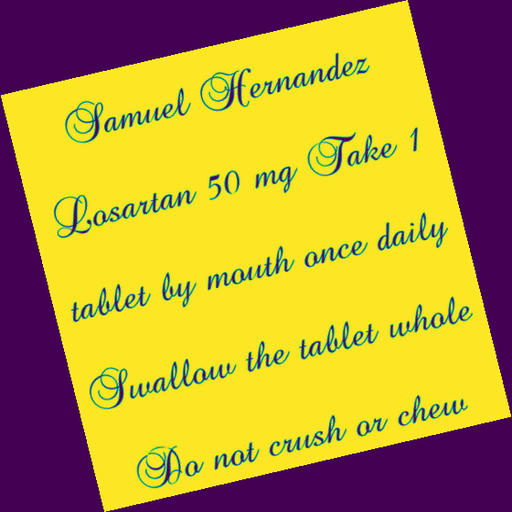 Samuel Hernandez
Losartan 50 mg Take 1
tablet by mouth once daily
Swallow the tablet whole
Do not crush or chew